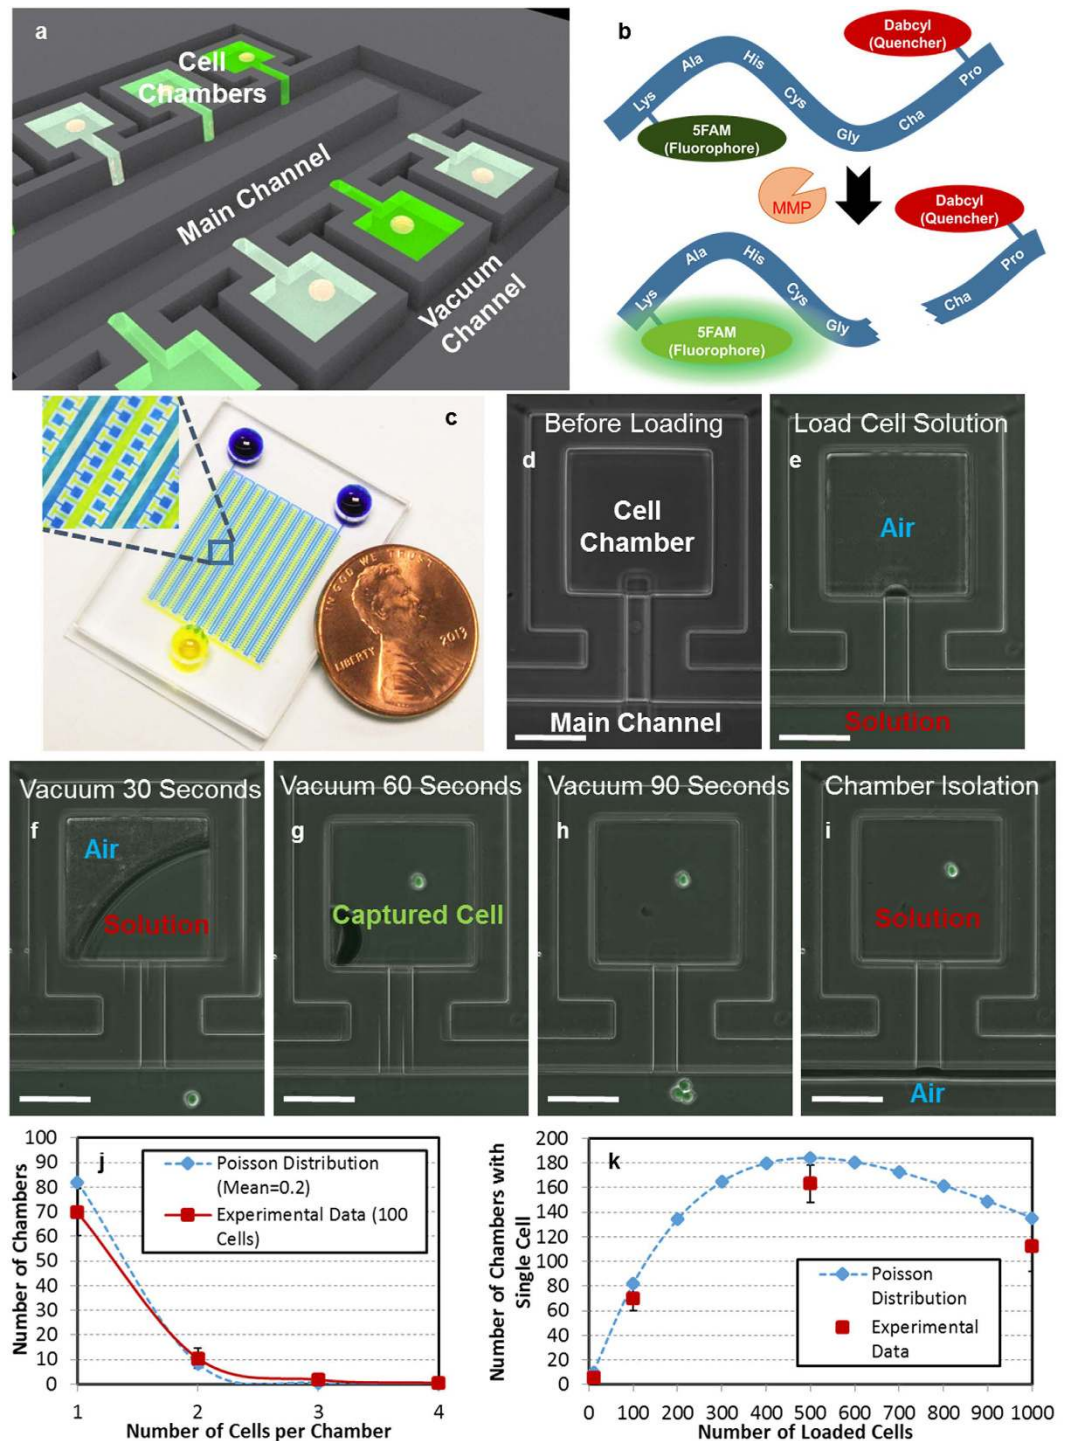 a
Cell
Chambers
Main Channel
Vacuum
Channel
b
Dabcyl
(Quencher)
Lys Ala His Cys Gly Cha Pro
5FAM
(Fluorophore)
MMP
Dabcyl
(Quencher)
Lys Ala His Cys Gly
Cha Pro
5FAM
(Fluorophore)
c
IN GOD WE TRUST
LIBERTY
2013
Before Loading
d
Cell
Chamber
Main Channel
Load Cell Solution
e
Air
Solution
Vacuum 30 Seconds
f
Air
Solution
Vacuum 60 Seconds
g
Captured Cell
Vacuum 90 Seconds
h
Chamber Isolation
i
Solution
Air
j
Number of Chambers
100
90
80
70
60
50
40
30
20
10
0
Poisson Distribution
(Mean=0.2)
Experimental Data (100
Cells)
1 2 3 4
Number of Cells per Chamber
k
Number of Chambers with
Single Cell
200
180
160
140
120
100
80
60
40
20
0
Poisson
Distribution
Experimental
Data
0 100 200 300 400 500 600 700 800 900 1000
Number of Loaded Cells